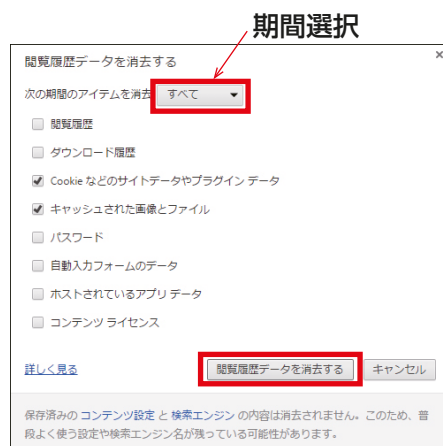 期間選択
閲覧履歴データを消去する
×
次の期間のアイテムを消去 すべて
閲覧履歴
ダウンロード履歴
Cookie などのサイトデータやプラグイン データ
キャッシュされた画像とファイル
パスワード
自動入力フォームのデータ
ホストされているアプリ データ
コンテンツ ライセンス
詳しく見る 閲覧履歴データを消去する キャンセル
保存済みの コンテンツ設定 と 検索エンジン の内容は消去されません。このため、普
段よく使う設定や検索エンジン名が残っている可能性があります。